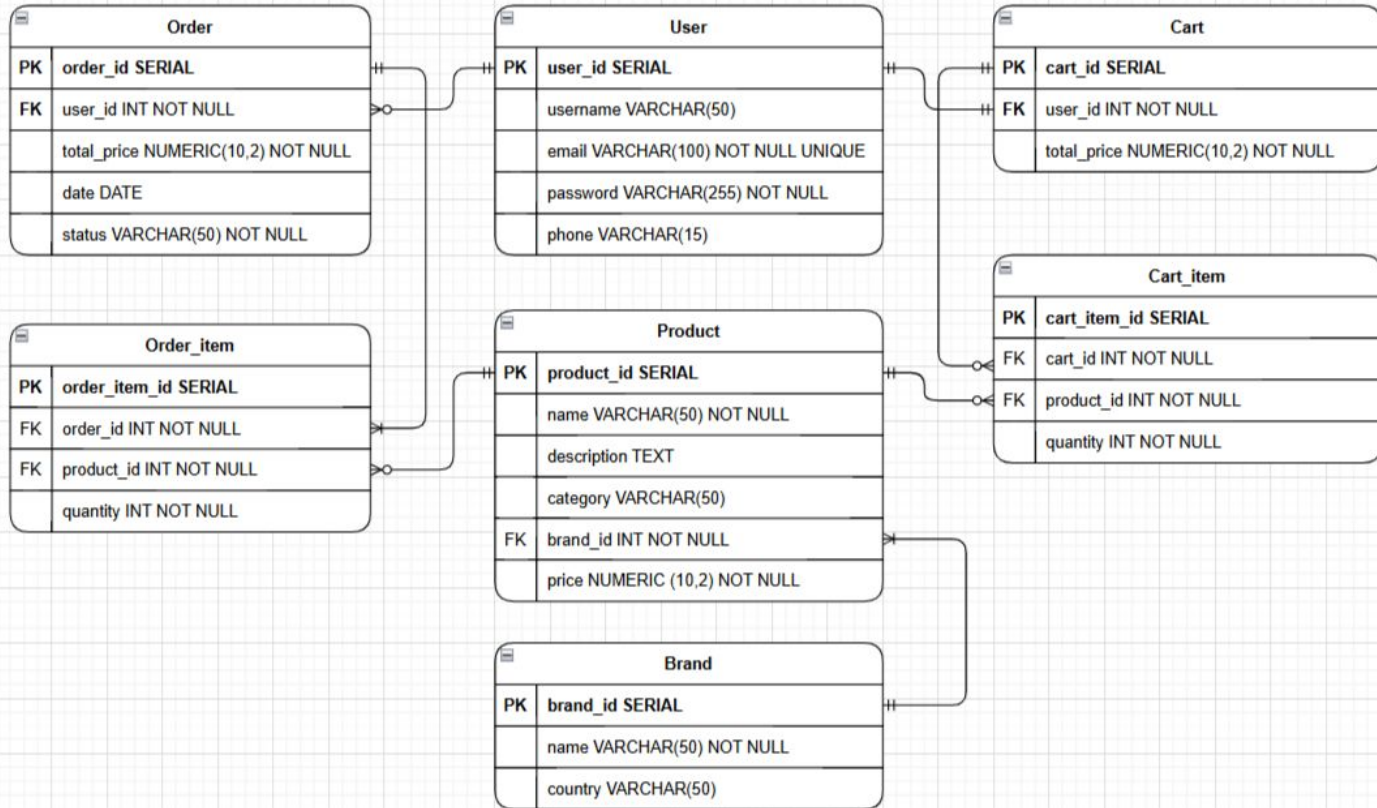 Order
PK order_id SERIAL
FK user_id INT NOT NULL
total_price NUMERIC(10,2) NOT NULL
date DATE
status VARCHAR(50) NOT NULL
User
PK user_id SERIAL
username VARCHAR(50)
email VARCHAR(100) NOT NULL UNIQUE
password VARCHAR(255) NOT NULL
phone VARCHAR(15)
Cart
PK cart_id SERIAL
FK user_id INT NOT NULL
total_price NUMERIC(10,2) NOT NULL
Order_item
PK order_item_id SERIAL
FK order_id INT NOT NULL
FK product_id INT NOT NULL
quantity INT NOT NULL
Product
PK product_id SERIAL
name VARCHAR(50) NOT NULL
description TEXT
category VARCHAR(50)
FK brand_id INT NOT NULL
price NUMERIC (10,2) NOT NULL
Cart_item
PK cart_item_id SERIAL
FK cart_id INT NOT NULL
FK product_id INT NOT NULL
quantity INT NOT NULL
Brand
PK brand_id SERIAL
name VARCHAR(50) NOT NULL
country VARCHAR(50)